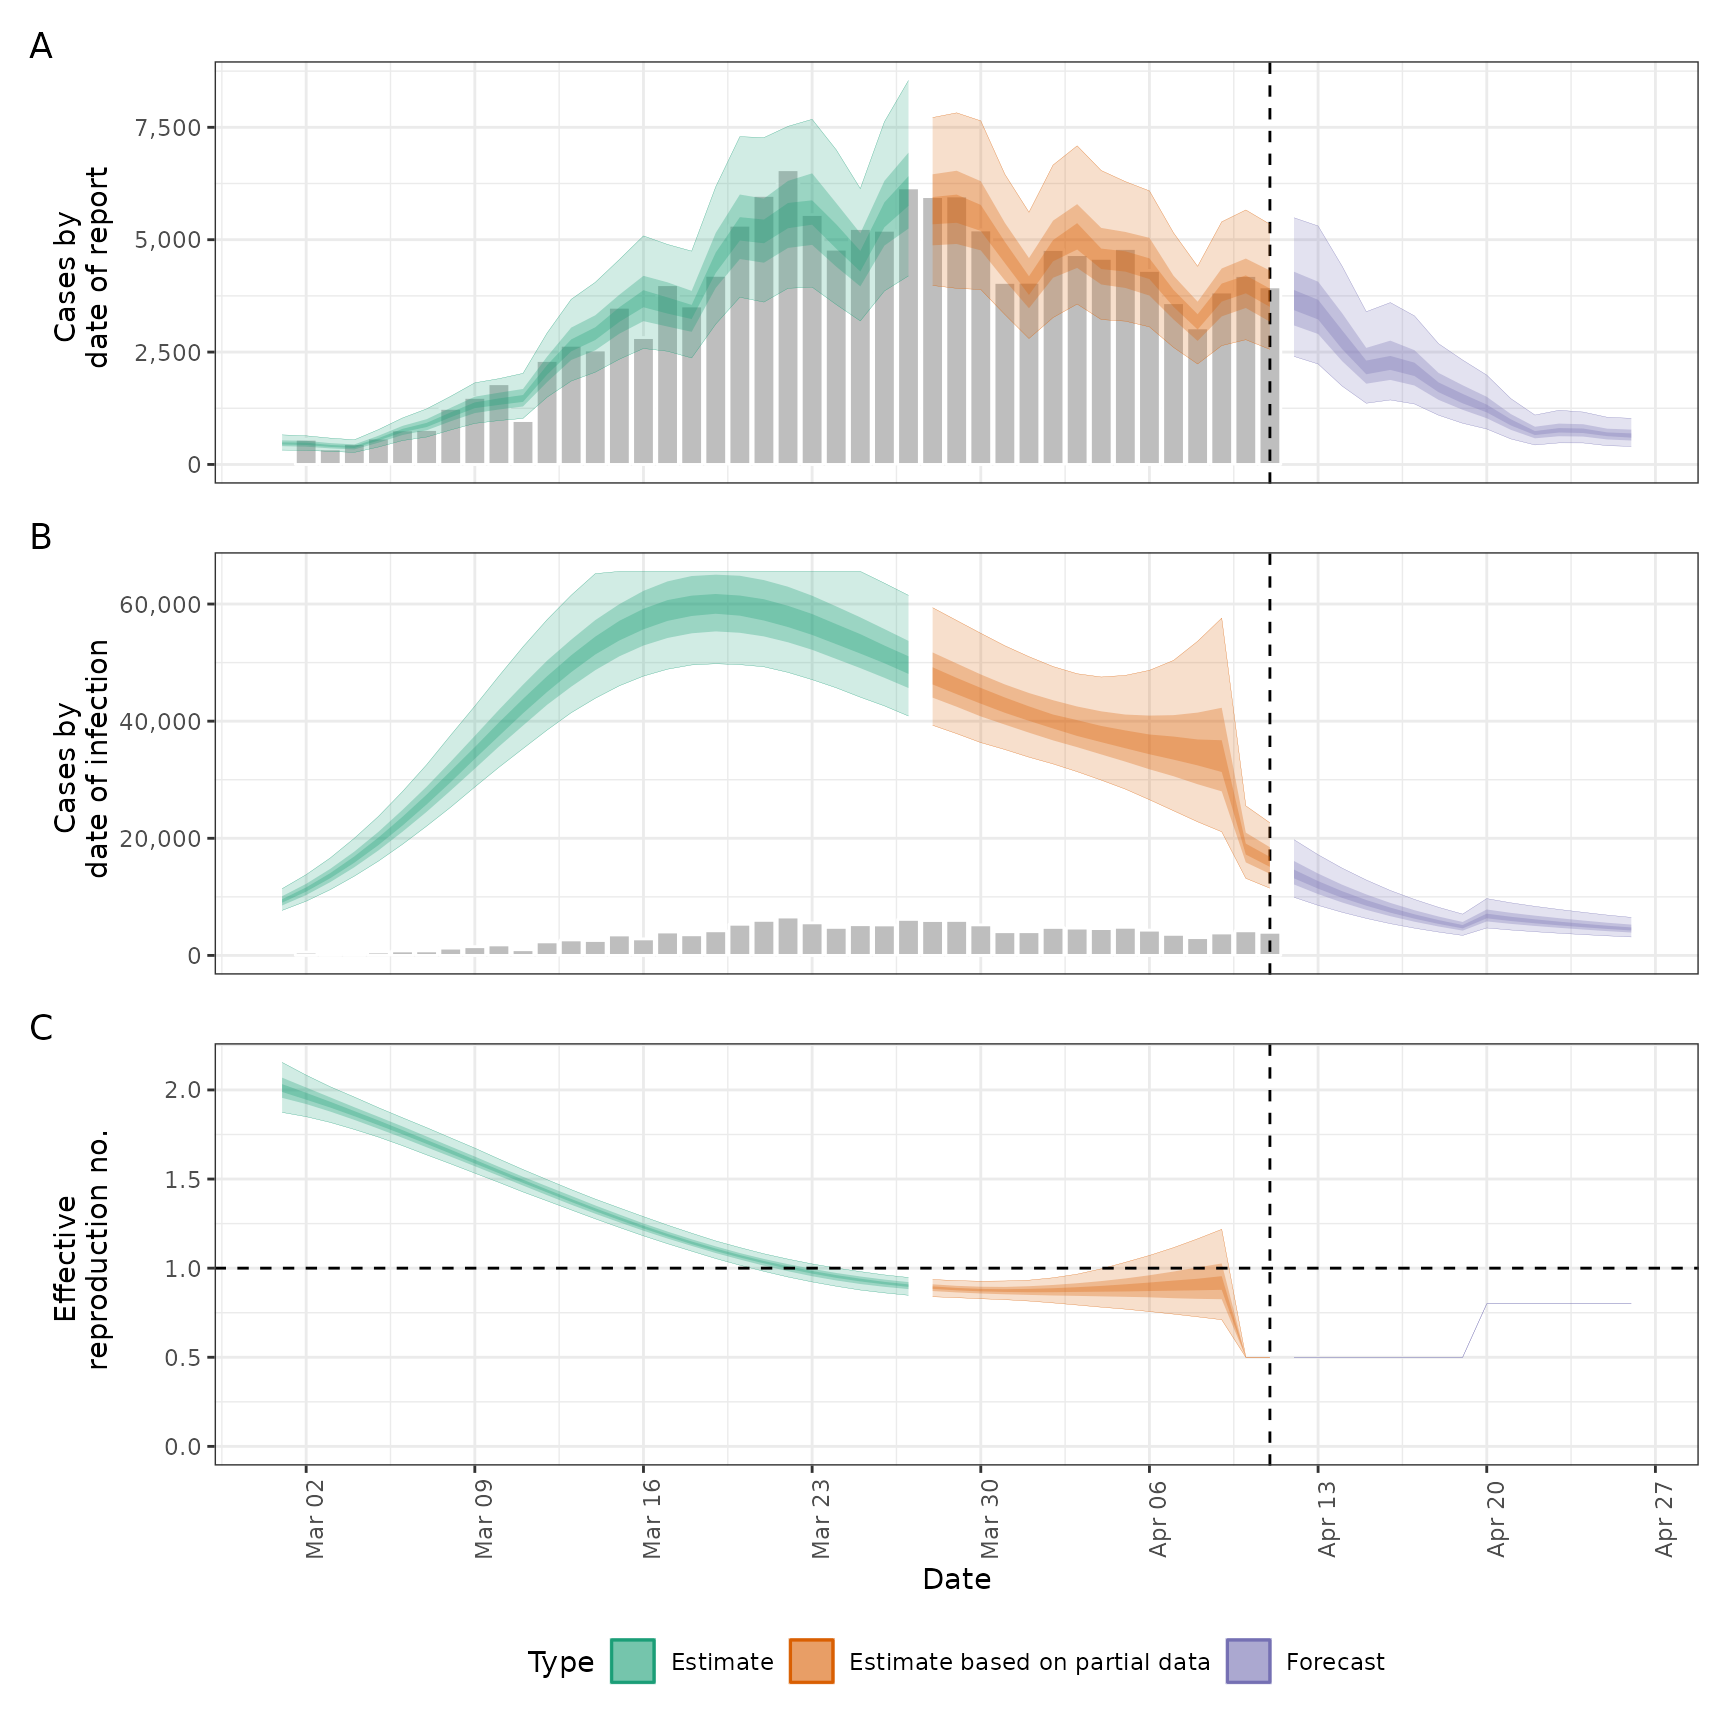 A
7,500
5,000
2,500
0
Cases by
date of report
B
60,000
40,000
20,000
0
Cases by
date of infection
C
2.0
1.5
1.0
0.5
0.0
Effective
reproduction no.
Mar 02
Mar 09
Mar 16
Mar 23
Mar 30
Apr 06
Apr 13
Apr 20
Apr 27
Date
Type Estimate Estimate based on partial data Forecast